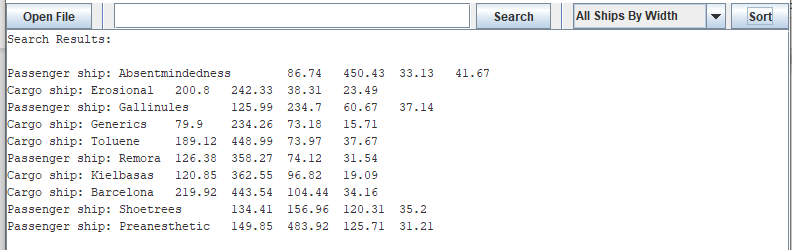 Open File Search All Ships By Width Sort
Search Results:
Passenger ship: Absentmindedness 86.74 450.43 33.13 41.67
Cargo ship: Erosional 200.8 242.33 38.31 23.49
Passenger ship: Gallinules 125.99 234.7 60.67 37.14
Cargo ship: Generics 79.9 234.26 73.18 15.71
Cargo ship: Toluene 189.12 448.99 73.97 37.67
Passenger ship: Remora 126.38 358.27 74.12 31.54
Cargo ship: Kielbasas 120.85 362.55 96.82 19.09
Cargo ship: Barcelona 219.92 443.54 104.44 34.16
Passenger ship: Shoetrees 134.41 156.96 120.31 35.2
Passenger ship: Preanesthetic 149.85 483.92 125.71 31.21